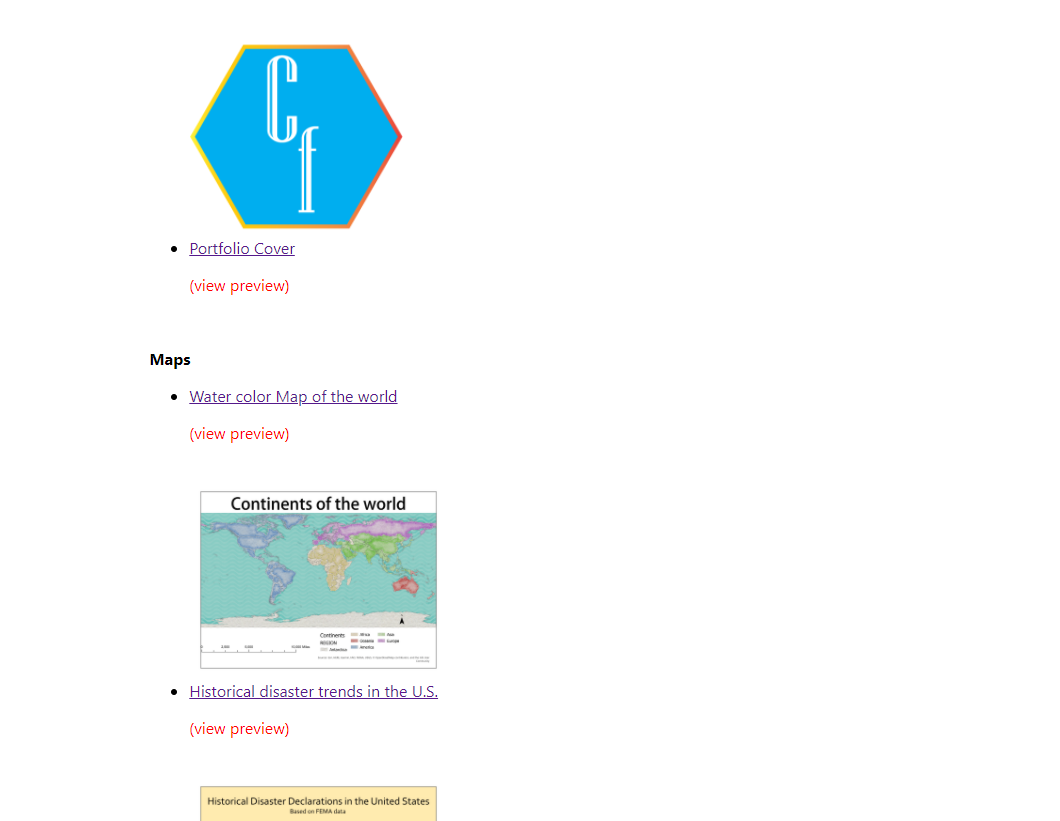 C
f
Portfolio Cover
(view preview)
Maps
Water color Map of the world
(view preview)
Continents of the world
Continents
REGION
Antarctica
Africa
Oceania
America
Asia
Europe
Historical disaster trends in the U.S.
(view preview)
Historical Disaster Declarations in the United States
Based on FEMA data